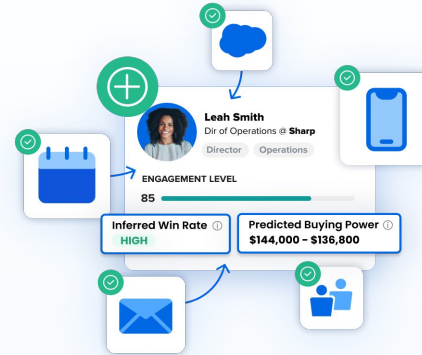 Leah Smith
Dir of Operations @ Sharp
Director Operations
ENGAGEMENT LEVEL
85
Inferred Win Rate
HIGH
Predicted Buying Power
$144,000 - $136,800